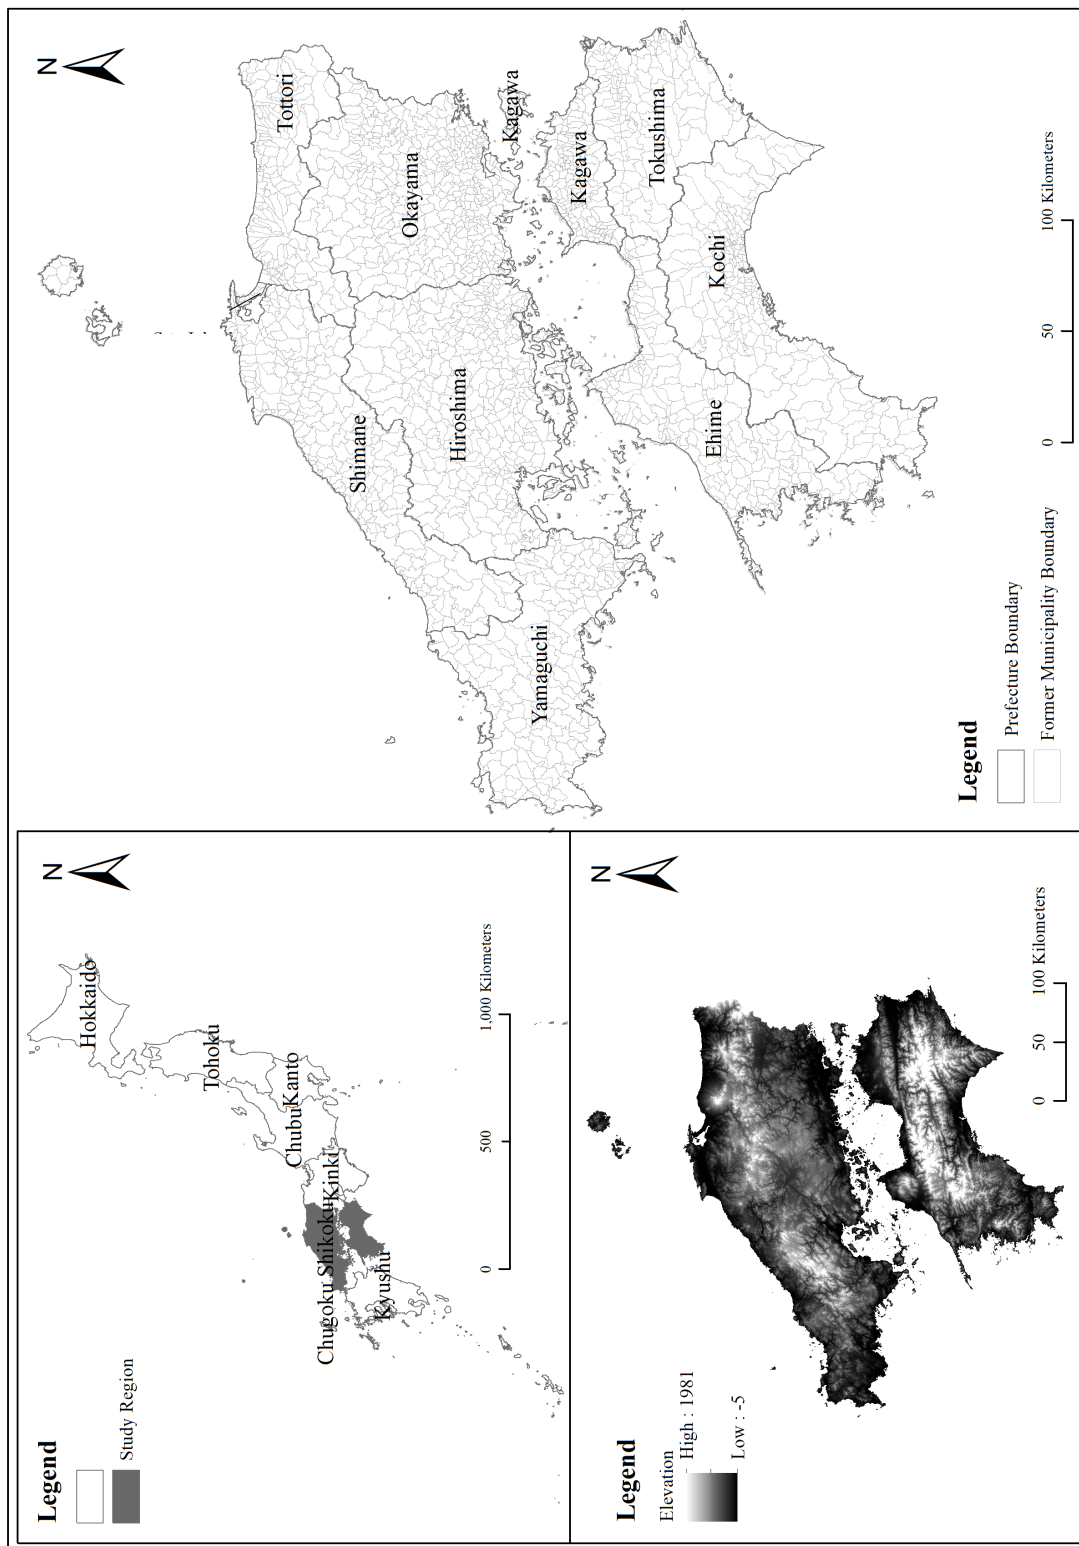 N
Legend
Study Region
Hokkaido
Tohoku
Kanto
Chubu
Kinki
Chugoku Shikoku
Kyushu
0 500 1,000 Kilometers
N
Legend
Elevation
High : 1981
Low : -5
0 50 100 Kilometers
N
Tottori
Okayama
Shimane
Hiroshima
Yamaguchi
Kagawa
Kagawa
Tokushima
Kochi
Ehime
Legend
Prefecture Boundary
Former Municipality Boundary
0 50 100 Kilometers